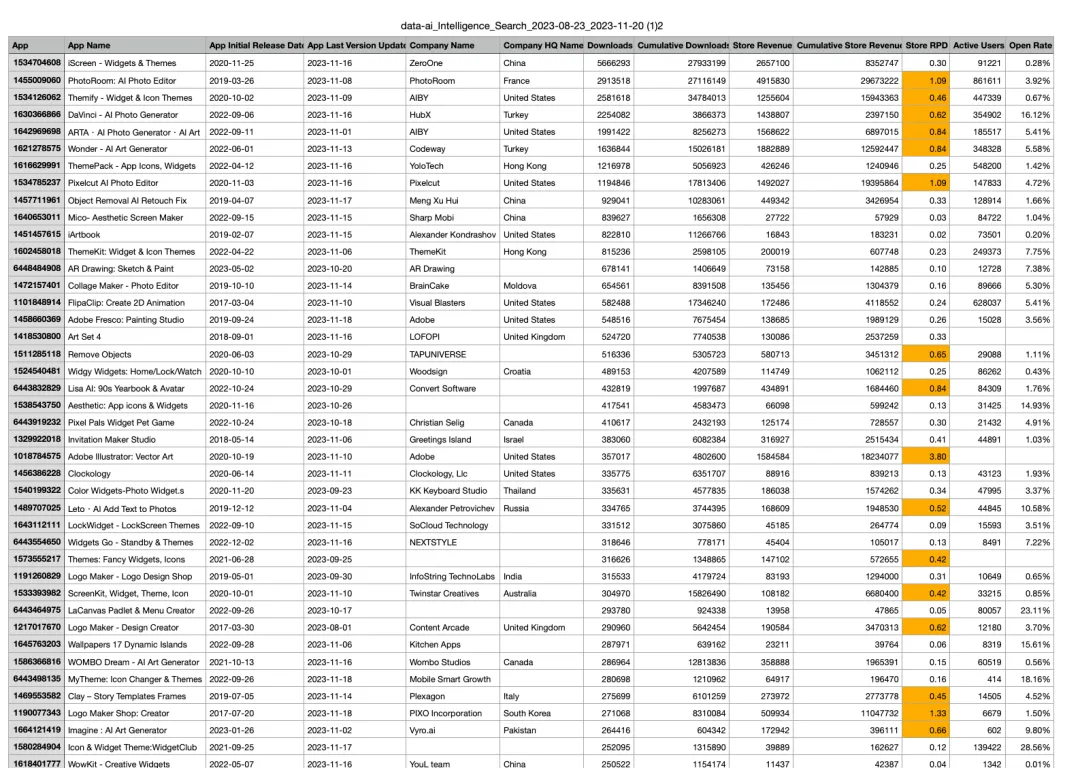 data-ai_Intelligence_Search_2023-08-23_2023-11-20 (1)2
App App Name App Initial Release Date App Last Version Update Company Name Company HQ Name Downloads Cumulative Downloads Store Revenue Cumulative Store Revenue Store RPD Active Users Open Rate
1534704608 iScreen - Widgets & Themes 2020-11-25 2023-11-16 ZeroOne China 5666293 27933199 2657100 8352747 0.30 91221 0.28%
1455009060 PhotoRoom: AI Photo Editor 2019-03-26 2023-11-08 PhotoRoom France 2913518 27116149 4915830 29673222 1.09 861611 3.92%
1534126062 Themify - Widget & Icon Themes 2020-10-02 2023-11-09 AIBY United States 2581618 34784013 1255604 15943363 0.46 447339 0.67%
1630366866 DaVinci - AI Photo Generator 2022-09-06 2023-11-16 HubX Turkey 2254082 3866373 1438807 2397150 0.62 354902 16.12%
1642969698 ARTA · AI Photo Generator · AI Art 2022-09-11 2023-11-01 AIBY United States 1991422 8256273 1568622 6897015 0.84 185517 5.41%
1621278575 Wonder - AI Art Generator 2022-06-01 2023-11-13 Codeway Turkey 1636844 15026181 1882889 12592447 0.84 348328 5.58%
1616629991 ThemePack - App Icons, Widgets 2022-04-12 2023-11-16 YoloTech Hong Kong 1216978 5056923 426246 1240946 0.25 548200 1.42%
1534785237 Pixelcut AI Photo Editor 2020-11-03 2023-11-16 Pixelcut United States 1194846 17813406 1492027 19395864 1.09 147833 4.72%
1457711961 Object Removal AI Retouch Fix 2019-04-07 2023-11-17 Meng Xu Hui China 929041 10283061 449342 3426954 0.33 128914 1.66%
1640653011 Mico- Aesthetic Screen Maker 2022-09-15 2023-11-15 Sharp Mobi China 839627 1656308 27722 57929 0.03 84722 1.04%
1451457615 iArtbook 2019-02-07 2023-11-15 Alexander Kondrashov United States 822810 11266766 16843 183231 0.02 73501 0.20%
1602458018 ThemeKit: Widget & Icon Themes 2022-04-22 2023-11-06 ThemeKit Hong Kong 815236 2598105 200019 607748 0.23 249373 7.75%
6448484908 AR Drawing: Sketch & Paint 2023-05-02 2023-10-20 AR Drawing 678141 1406649 73158 142885 0.10 12728 7.38%
1472157401 Collage Maker - Photo Editor 2019-10-10 2023-11-14 BrainCake Moldova 654561 8391508 135456 1304379 0.16 89666 5.30%
1101848914 FlipaClip: Create 2D Animation 2017-03-04 2023-11-10 Visual Blasters United States 582488 17346240 172486 4118552 0.24 628037 5.41%
1458660369 Adobe Fresco: Painting Studio 2019-09-24 2023-11-18 Adobe United States 548516 7675454 138685 1989129 0.26 15028 3.56%
1418530800 Art Set 4 2018-09-01 2023-11-16 LOFOPI United Kingdom 524720 7740538 130086 2537259 0.33
1511285118 Remove Objects 2020-06-03 2023-10-29 TAPUNIVERSE 516336 5305723 580713 3451312 0.65 29088 1.11%
1524540481 Widgy Widgets: Home/Lock/Watch 2020-10-10 2023-10-01 Woodsign Croatia 489153 4207589 114749 1062112 0.25 86262 0.43%
6443832829 Lisa AI: 90s Yearbook & Avatar 2022-10-24 2023-10-29 Convert Software 432819 1997687 434891 1684460 0.84 84309 1.76%
1538543750 Aesthetic: App icons & Widgets 2020-11-16 2023-10-26 417541 4583473 66098 599242 0.13 31425 14.93%
6443919232 Pixel Pals Widget Pet Game 2022-10-24 2023-10-18 Christian Selig Canada 410617 2432193 125174 728557 0.30 21432 4.91%
1329922018 Invitation Maker Studio 2018-05-14 2023-11-06 Greetings Island Israel 383060 6082384 316927 2515434 0.41 44891 1.03%
1018784575 Adobe Illustrator: Vector Art 2020-10-19 2023-11-10 Adobe United States 357017 4802600 1584584 18234077 3.80
1456386228 Clockology 2020-06-14 2023-11-11 Clockology, Llc United States 335775 6351707 88916 839213 0.13 43123 1.93%
1540199322 Color Widgets-Photo Widget.s 2020-11-20 2023-09-23 KK Keyboard Studio Thailand 335631 4577835 186038 1574262 0.34 47995 3.37%
1489707025 Leto · AI Add Text to Photos 2019-12-12 2023-11-04 Alexander Petrovichev Russia 334765 3744395 168609 1948530 0.52 44845 10.58%
1643112111 LockWidget - LockScreen Themes 2022-09-10 2023-11-15 SoCloud Technology 331512 3075860 45185 264774 0.09 15593 3.51%
6443554650 Widgets Go - Standby & Themes 2022-12-02 2023-11-16 NEXTSTYLE 318646 778171 45404 105017 0.13 8491 7.22%
1573555217 Themes: Fancy Widgets, Icons 2021-06-28 2023-09-25 316626 1348865 147102 572655 0.42
1191260829 Logo Maker - Logo Design Shop 2019-05-01 2023-09-30 InfoString TechnoLabs India 315533 4179724 83193 1294000 0.31 10649 0.65%
1533393982 ScreenKit, Widget, Theme, Icon 2020-10-01 2023-11-10 Twinstar Creatives Australia 304970 15826490 108182 6680400 0.42 33215 0.85%
6443464975 LaCanvas Padlet & Menu Creator 2022-09-26 2023-10-17 293780 924338 13958 47865 0.05 80057 23.11%
1217017670 Logo Maker - Design Creator 2017-03-30 2023-08-01 Content Arcade United Kingdom 290960 5642454 190584 3470313 0.62 12180 3.70%
1645763203 Wallpapers 17 Dynamic Islands 2022-09-28 2023-11-06 Kitchen Apps 287971 639162 23211 39764 0.06 8319 15.61%
1586366816 WOMBO Dream - AI Art Generator 2021-10-13 2023-11-16 Wombo Studios Canada 286964 12813836 358888 1965391 0.15 60519 0.56%
6443498135 MyTheme: Icon Changer & Themes 2022-09-26 2023-11-18 Mobile Smart Growth 280698 1210962 64917 196470 0.16 414 18.16%
1469553582 Clay – Story Templates Frames 2019-07-05 2023-11-14 Plexagon Italy 275699 6101259 273972 2773778 0.45 14505 4.52%
1190077343 Logo Maker Shop: Creator 2017-07-20 2023-11-18 PIXO Incorporation South Korea 271068 8310084 509934 11047732 1.33 6679 1.50%
1664121419 Imagine : AI Art Generator 2023-01-26 2023-11-02 Vyro.ai Pakistan 264416 604342 172942 396111 0.66 602 9.80%
1580284904 Icon & Widget Theme:WidgetClub 2021-09-25 2023-11-17 252095 1315890 39889 162627 0.12 139422 28.56%
1618401777 WowKit - Creative Widgets 2022-05-07 2023-11-16 YouL team China 250522 1154174 11437 42387 0.04 1342 0.01%